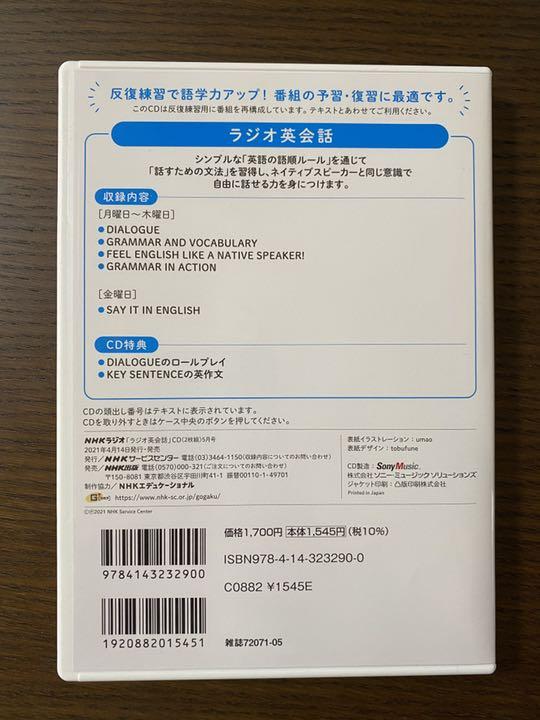 反復練習で語学力アップ! 番組の予習・復習に最適です。
このCDは反復練習用に番組を再構成しています。テキストとあわせてご利用ください。
ラジオ英会話
シンプルな「英語の語順ルール」を通じて
「話すための文法」を習得し、ネイティブスピーカーと同じ意識で
自由に話せる力を身につけます。
収録内容
[月曜日〜木曜日]
●DIALOGUE
●GRAMMAR AND VOCABULARY
●FEEL ENGLISH LIKE A NATIVE SPEAKER!
●GRAMMAR IN ACTION
[金曜日]
●SAY IT IN ENGLISH
CD特典
●DIALOGUEのロールプレイ
●KEY SENTENCEの英作文
CDの頭出し番号はテキストに表示されています。
CDを取り外すときはケース中央のボタンを押してください。
NHKラジオ「ラジオ英会話」CD(2枚組)5月号
2021年4月14日発行・発売
発行/NHKサービスセンター 電話(03)3464-1150(収録内容についてのお問い合わせ)
発売/NHK出版 電話(0570)000-321(ご注文についてのお問い合わせ)
〒150-8081 東京都渋谷区宇田川町41-1 振替00110-1-49701
制作協力/NHKエデュケーショナル
https://www.nhk-sc.or.jp/gogaku/
©℗2021 NHK Service Center
表紙イラストレーション:umao
表紙デザイン:tobufune
CD製造:Sony Music
株式会社 ソニー・ミュージックソリューションズ
ジャケット印刷:凸版印刷株式会社
Printed in Japan
価格1,700円 本体1,545円 (税10%)
ISBN978-4-14-323290-0
C0882 ¥1545E
9784143232900
1920882015451
雑誌72071-05